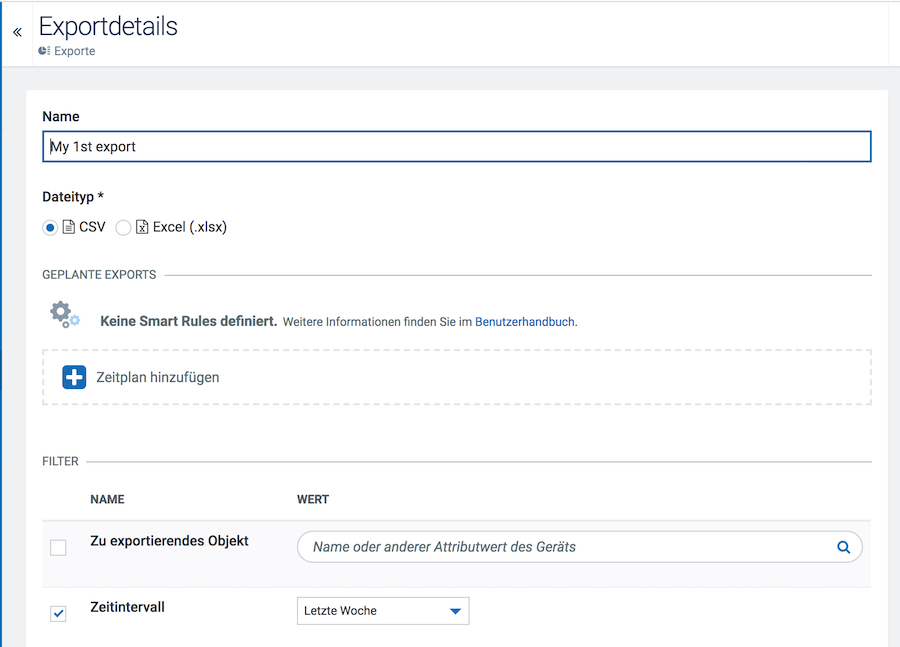 Exportdetails
Exporte
Name
My 1st export
Dateityp *
CSV Excel (.xlsx)
GEPLANTE EXPORTS
Keine Smart Rules definiert. Weitere Informationen finden Sie im Benutzerhandbuch.
Zeitplan hinzufügen
FILTER
NAME WERT
Zu exportierendes Objekt Name oder anderer Attributwert des Geräts
Zeitintervall Letzte Woche